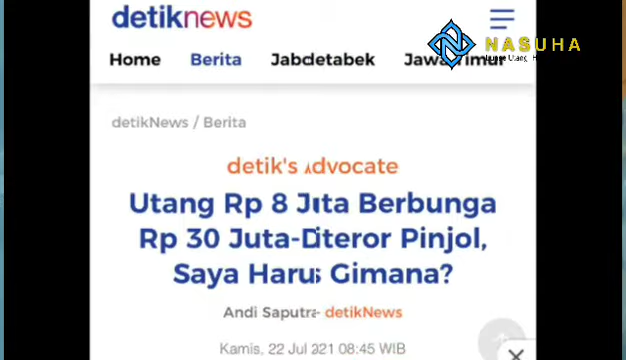 detiknews
NASUHA
Home Berita Jabdetabek Jawa Timur
detikNews / Berita
detik's Advocate
Utang Rp 8 Juta Berbunga
Rp 30 Juta-Diteror Pinjol,
Saya Harus Gimana?
Andi Saputra - detikNews
Kamis, 22 Jul 2021 08:45 WIB